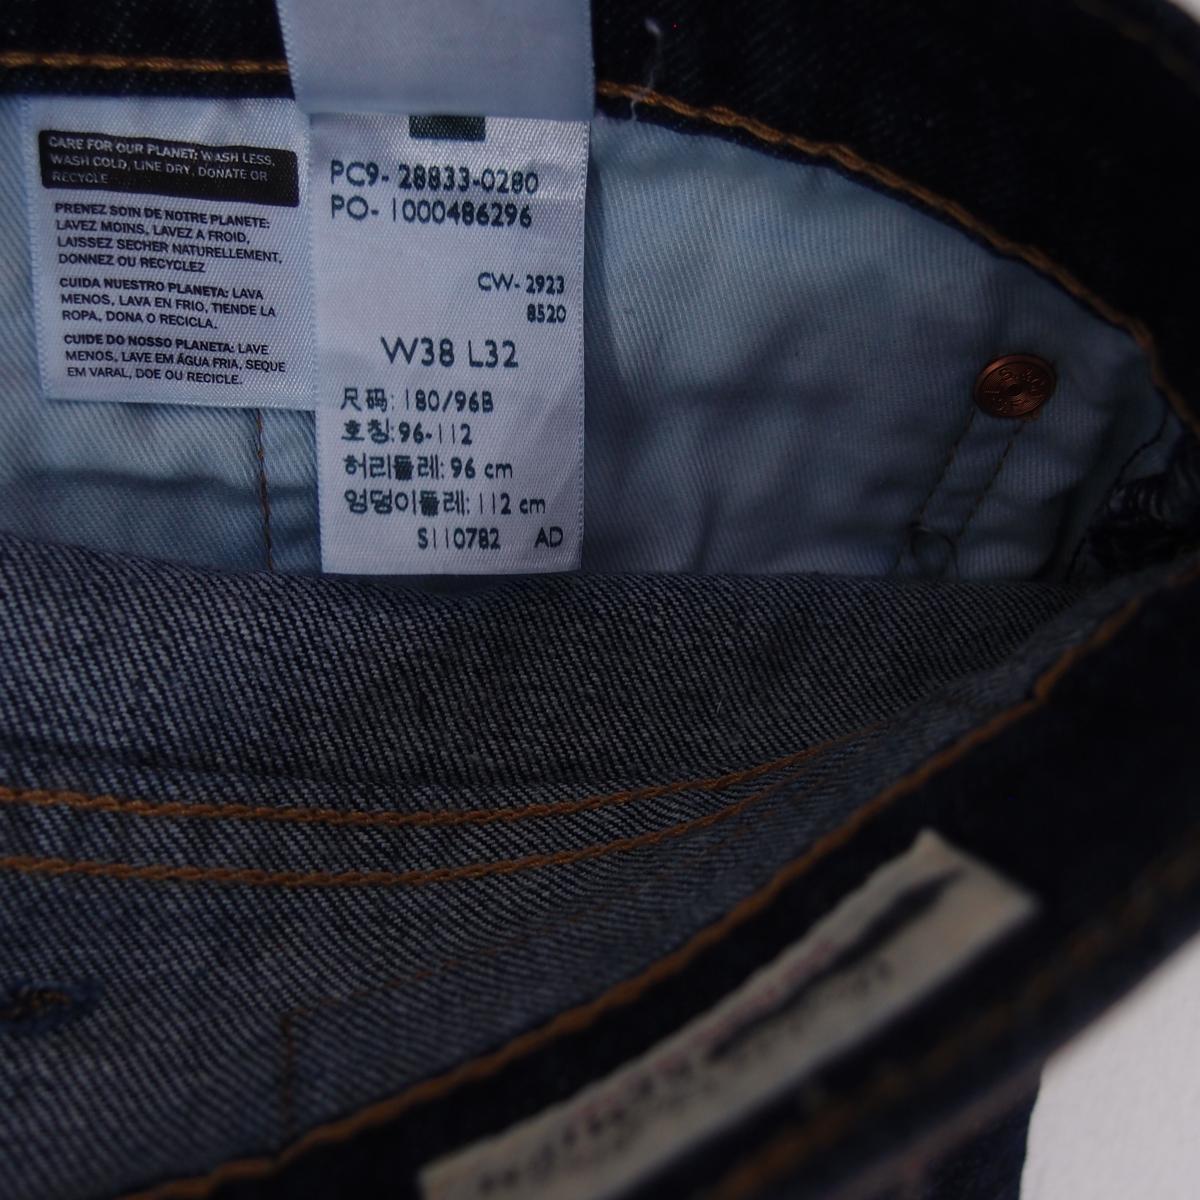 CARE FOR OUR PLANET: WASH LESS,
WASH COLD, LINE DRY, DONATE OR
RECYCLE
PRENEZ SOIN DE NOTRE PLANETE:
LAVEZ MOINS, LAVEZ A FROID,
LAISSEZ SECHER NATURELLEMENT,
DONNEZ OU RECYCLEZ
CUIDA NUESTRO PLANETA: LAVA
MENOS, LAVA EN FRIO, TIENDE LA
ROPA, DONA O RECICLA.
CUIDE DO NOSSO PLANETA: LAVE
MENOS, LAVE EM ÁGUA FRIA, SEQUE
EM VARAL, DOE OU RECICLE.
PC9- 28833-0280
PO- 1000486296
CW- 2923
8520
W38 L32
尺码: 180/96B
호칭: 96-112
허리둘레: 96 cm
엉덩이둘레: 112 cm
S110782 AD